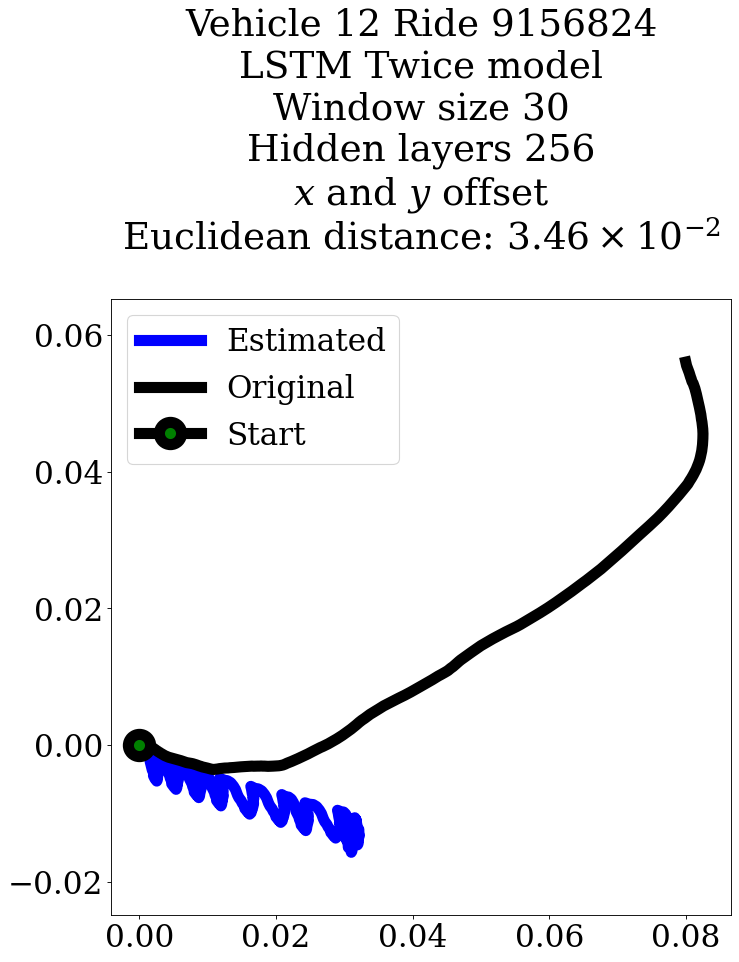 Vehicle 12 Ride 9156824
LSTM Twice model
Window size 30
Hidden layers 256
x and y offset
Euclidean distance: 3.46 × 10⁻²
Estimated
Original
Start
0.06
0.04
0.02
0.00
−0.02
0.00 0.02 0.04 0.06 0.08